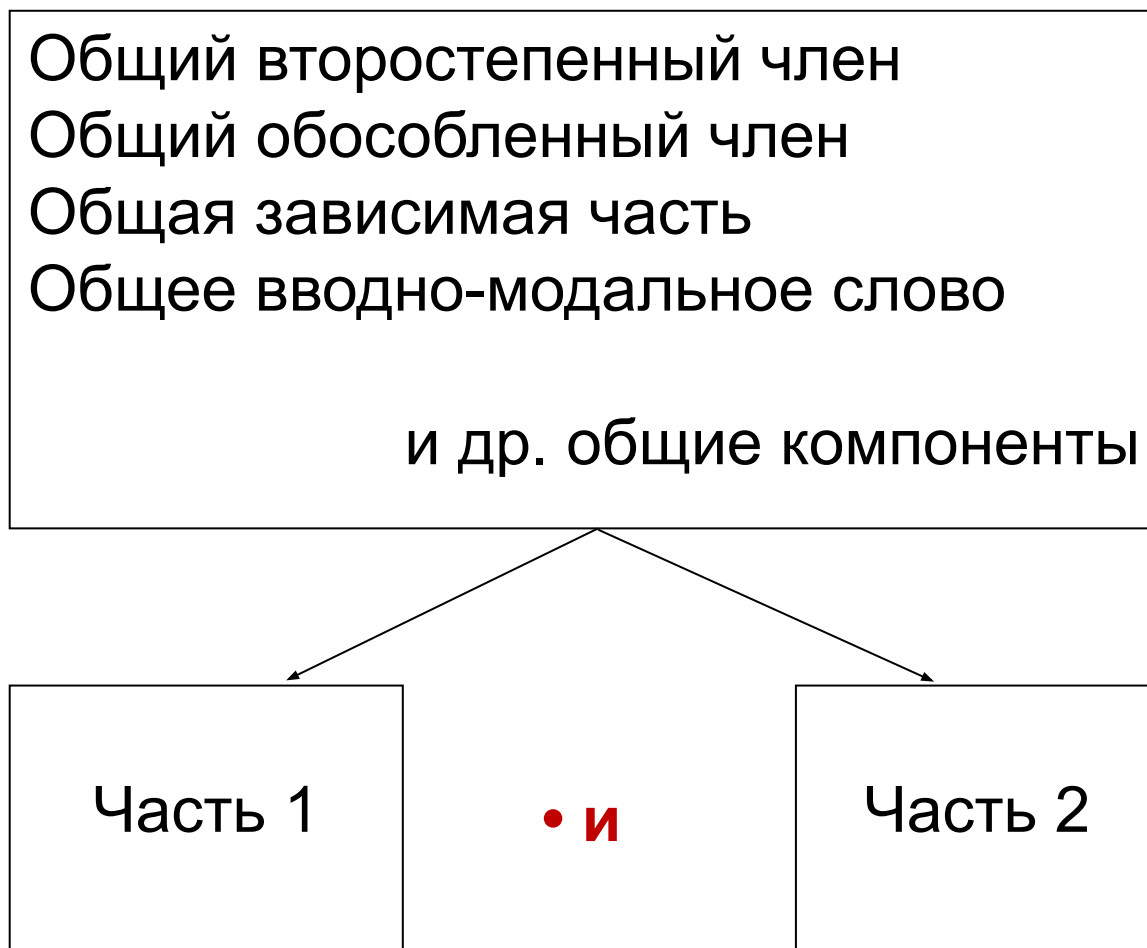 Общий второстепенный член
Общий обособленный член
Общая зависимая часть
Общее вводно-модальное слово
и др. общие компоненты
Часть 1
• и
Часть 2